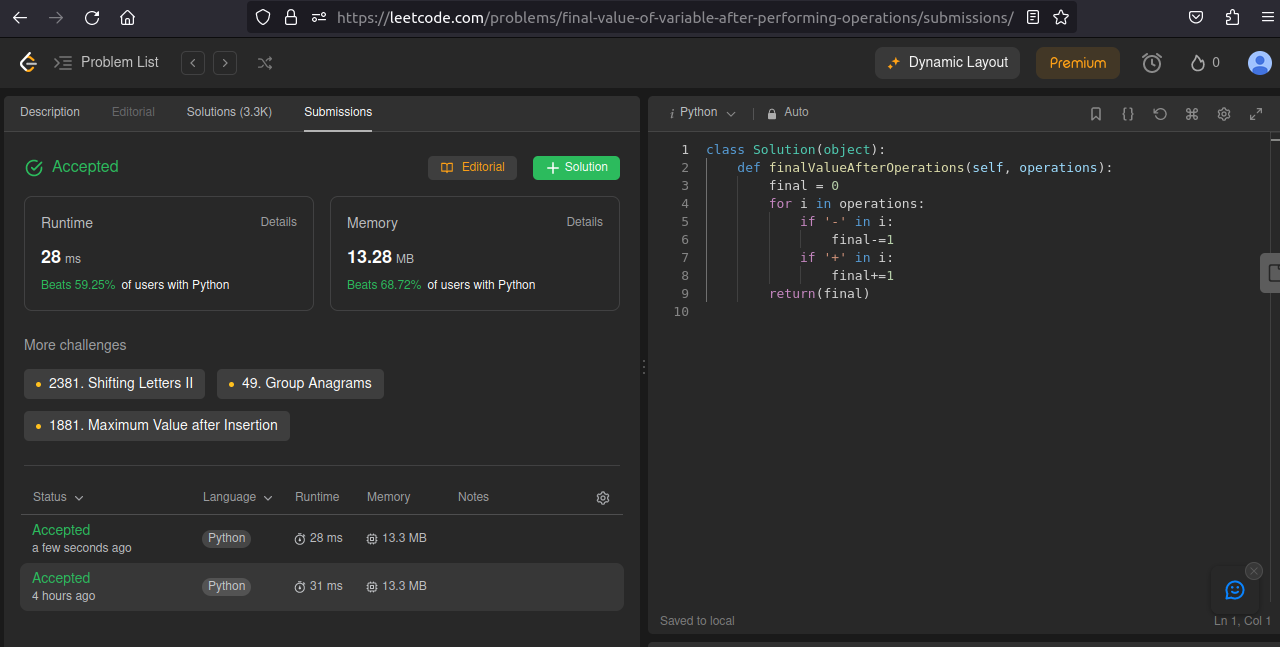 https://leetcode.com/problems/final-value-of-variable-after-performing-operations/submissions/
Problem List
Dynamic Layout
Premium
0
Description Editorial Solutions (3.3K) Submissions
Accepted
Editorial
Solution
Runtime Details
28 ms
Beats 59.25% of users with Python
Memory Details
13.28 MB
Beats 68.72% of users with Python
More challenges
2381. Shifting Letters II
49. Group Anagrams
1881. Maximum Value after Insertion
Status Language Runtime Memory Notes
Accepted
a few seconds ago
Python 28 ms 13.3 MB
Accepted
4 hours ago
Python 31 ms 13.3 MB
i Python Auto
{}
1 class Solution(object):
2     def finalValueAfterOperations(self, operations):
3         final = 0
4         for i in operations:
5             if '-' in i:
6                 final-=1
7             if '+' in i:
8                 final+=1
9         return(final)
10
Saved to local
Ln 1, Col 1